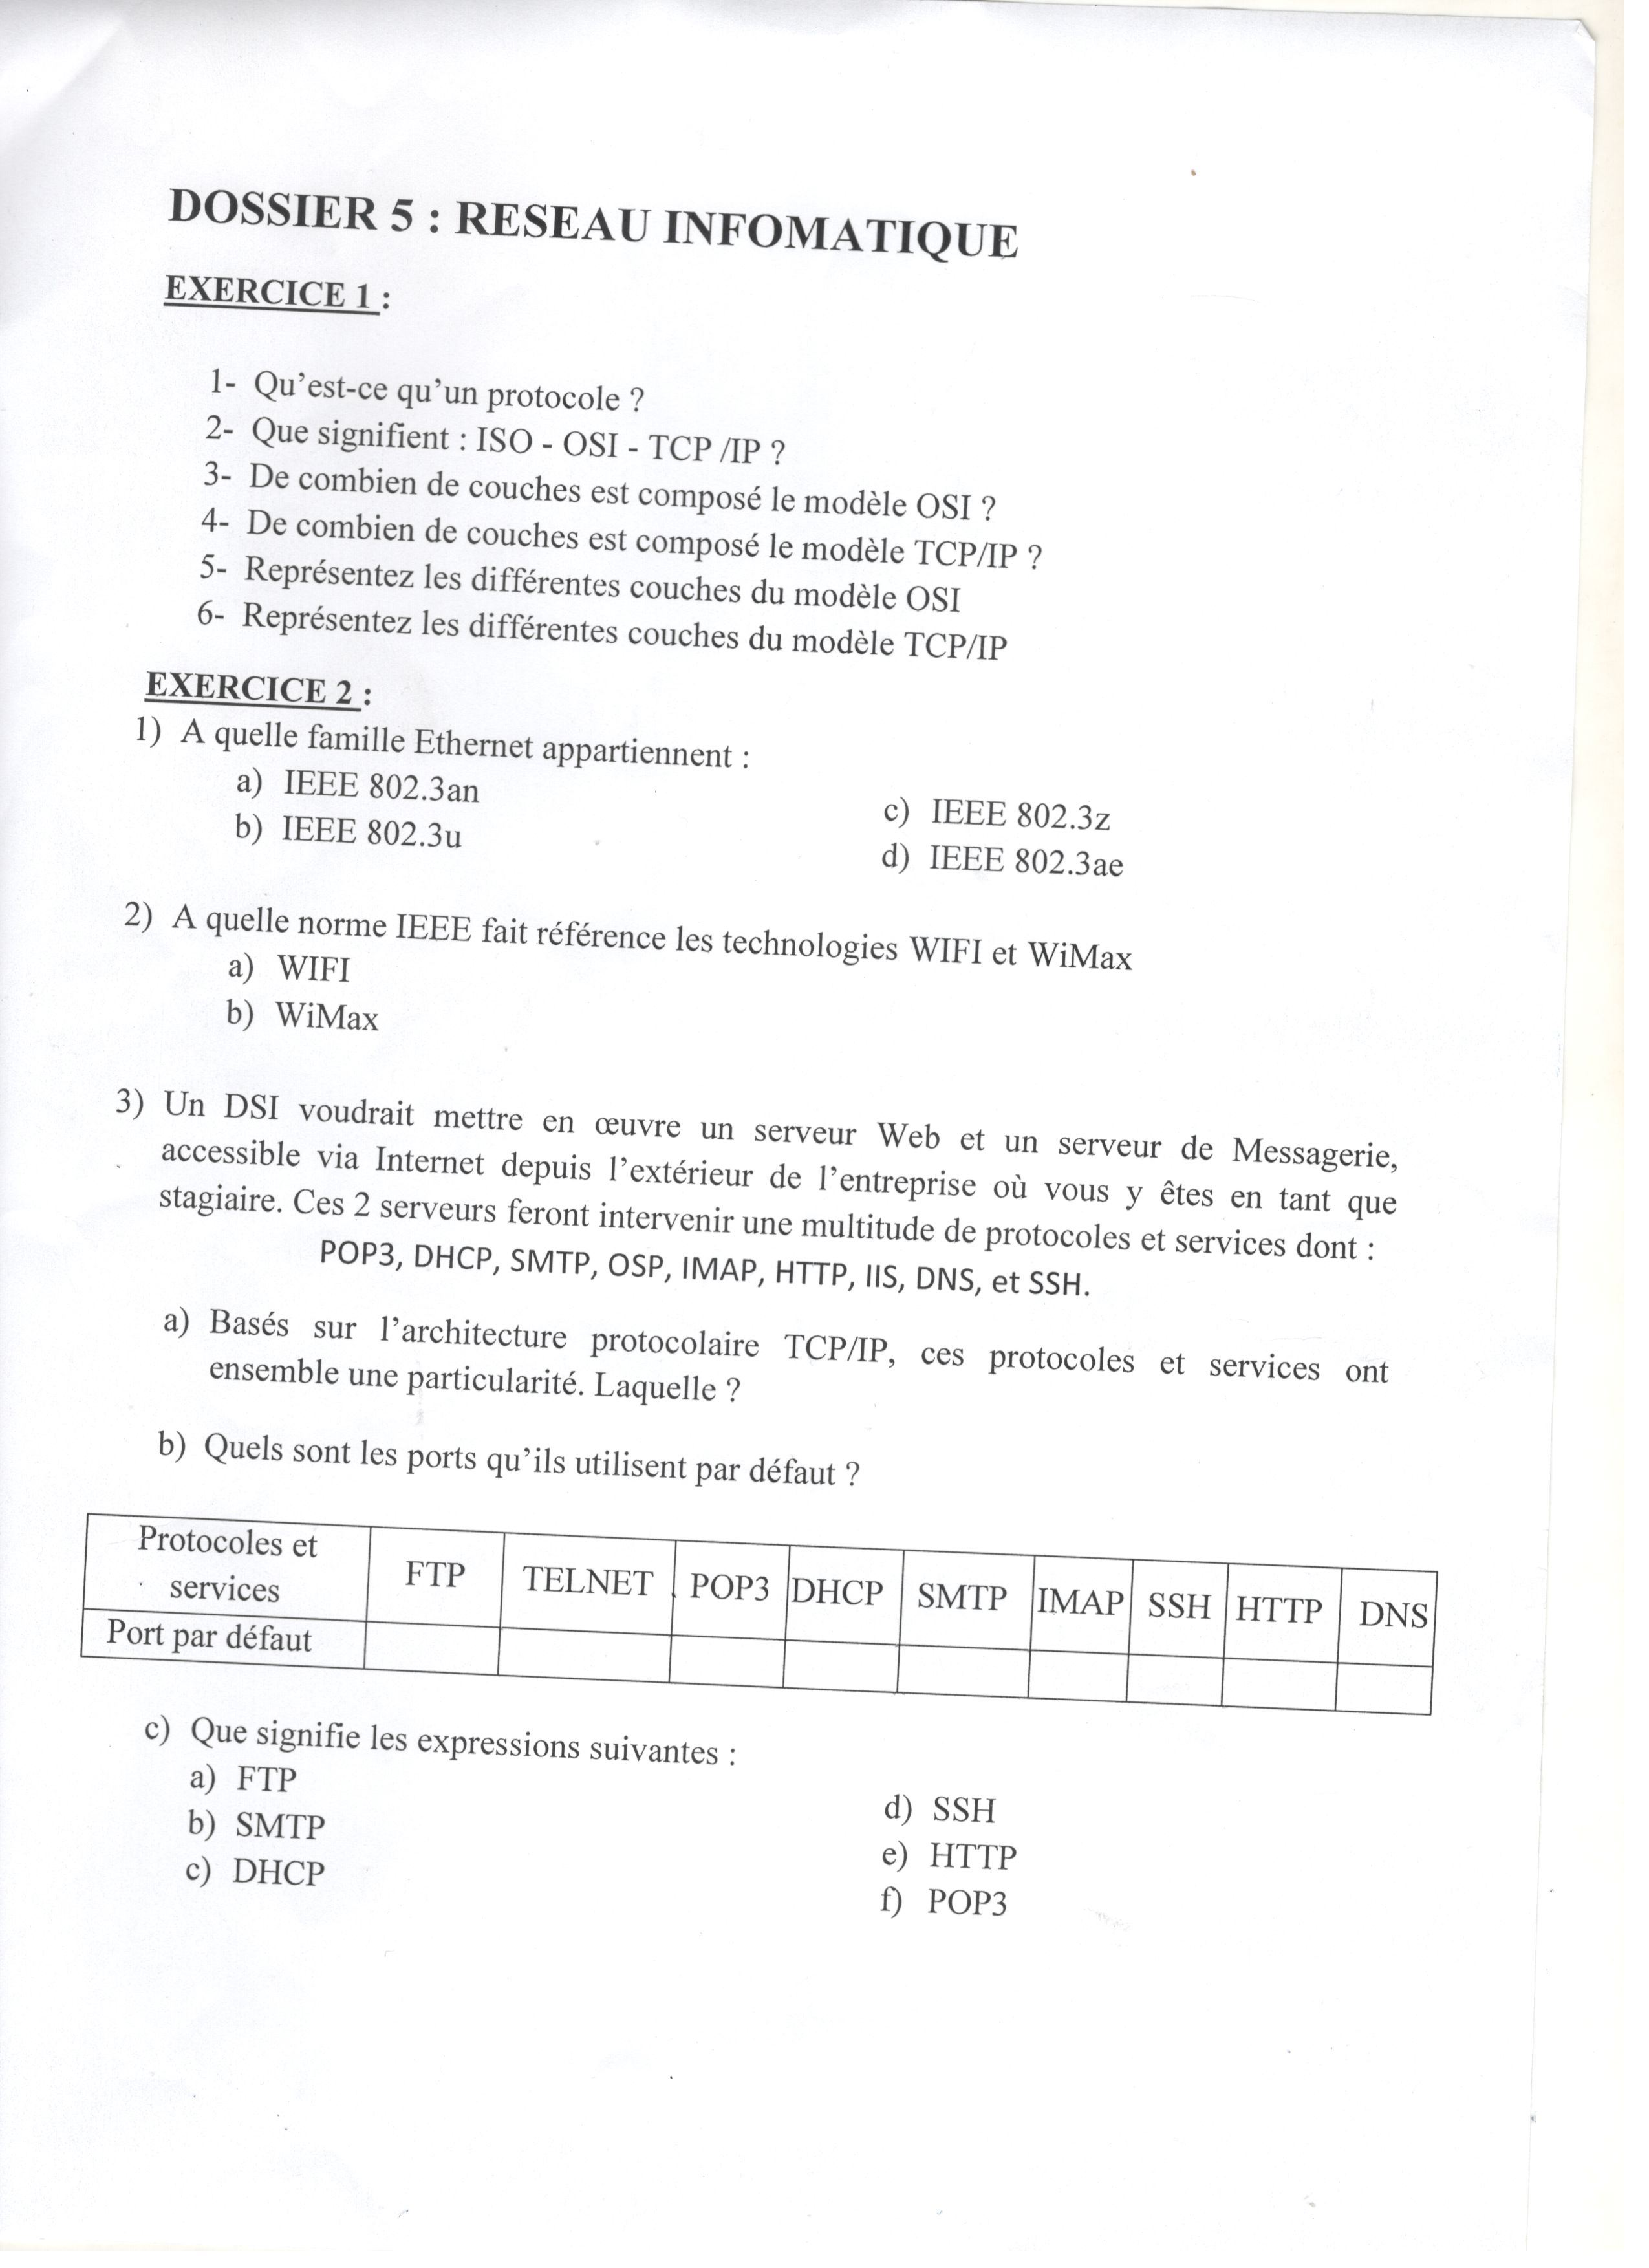 DOSSIER 5 : RESEAU INFOMATIQUE
EXERCICE 1 :
1- Qu’est-ce qu’un protocole ?
2- Que signifient : ISO - OSI - TCP /IP ?
3- De combien de couches est composé le modèle OSI ?
4- De combien de couches est composé le modèle TCP/IP ?
5- Représentez les différentes couches du modèle OSI
6- Représentez les différentes couches du modèle TCP/IP
EXERCICE 2 :
1) A quelle famille Ethernet appartiennent :
a) IEEE 802.3an
b) IEEE 802.3u
c) IEEE 802.3z
d) IEEE 802.3ae
2) A quelle norme IEEE fait référence les technologies WIFI et WiMax
a) WIFI
b) WiMax
3) Un DSI voudrait mettre en œuvre un serveur Web et un serveur de Messagerie,
accessible via Internet depuis l’extérieur de l’entreprise où vous y êtes en tant que
stagiaire. Ces 2 serveurs feront intervenir une multitude de protocoles et services dont :
POP3, DHCP, SMTP, OSP, IMAP, HTTP, IIS, DNS, et SSH.
a) Basés sur l’architecture protocolaire TCP/IP, ces protocoles et services ont
ensemble une particularité. Laquelle ?
b) Quels sont les ports qu’ils utilisent par défaut ?
Protocoles et
services
FTP TELNET POP3 DHCP SMTP IMAP SSH HTTP DNS
Port par défaut
c) Que signifie les expressions suivantes :
a) FTP
b) SMTP
c) DHCP
d) SSH
e) HTTP
f) POP3